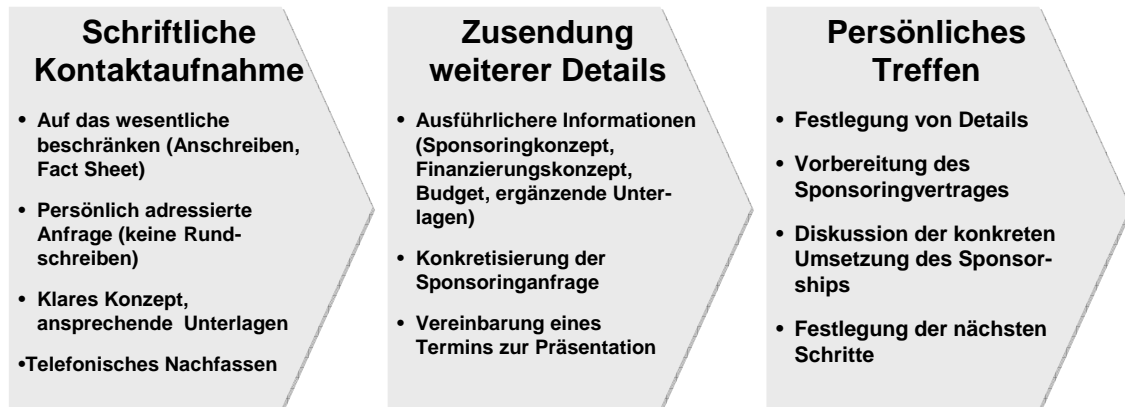 Schriftliche
Kontaktaufnahme
• Auf das wesentliche
beschränken (Anschreiben,
Fact Sheet)
• Persönlich adressierte
Anfrage (keine Rund-
schreiben)
• Klares Konzept,
ansprechende Unterlagen
•Telefonisches Nachfassen
Zusendung
weiterer Details
• Ausführlichere Informationen
(Sponsoringkonzept,
Finanzierungskonzept,
Budget, ergänzende Unter-
lagen)
• Konkretisierung der
Sponsoringanfrage
• Vereinbarung eines
Termins zur Präsentation
Persönliches
Treffen
• Festlegung von Details
• Vorbereitung des
Sponsoringvertrages
• Diskussion der konkreten
Umsetzung des Sponsor-
ships
• Festlegung der nächsten
Schritte